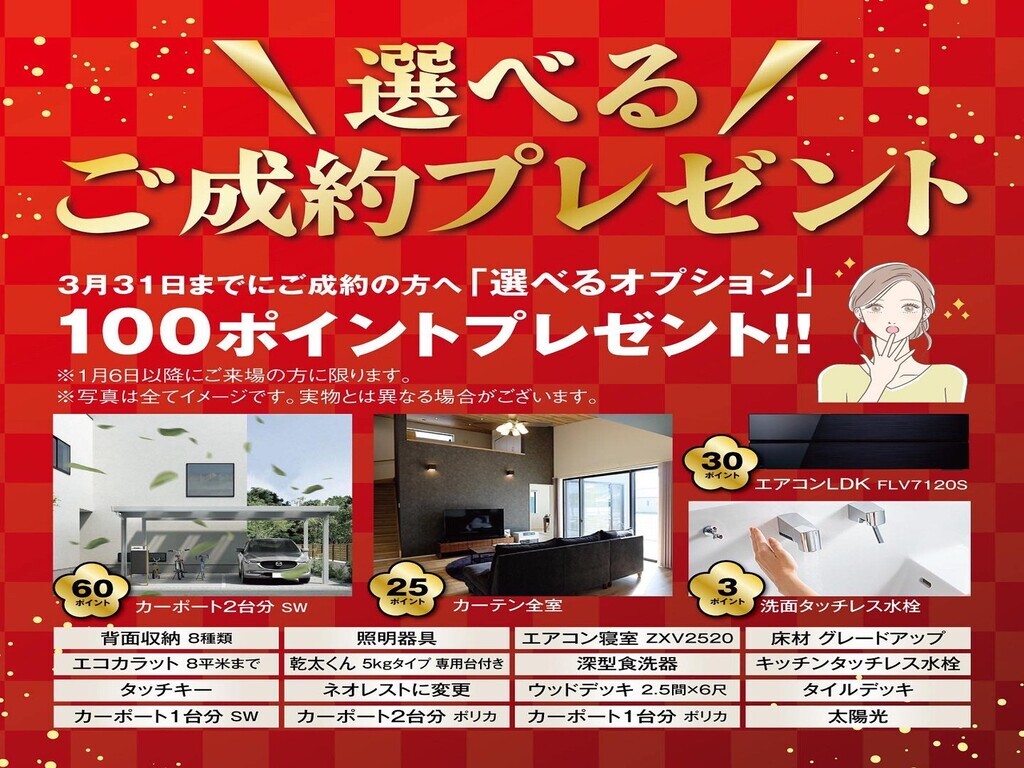 選べる
ご成約プレゼント
3月31日までにご成約の方へ「選べるオプション」
100ポイントプレゼント!!
※1月6日以降にご来場の方に限ります。
※写真は全てイメージです。実物とは異なる場合がございます。
60
ポイント
カーポート2台分 SW
25
ポイント
カーテン全室
30
ポイント
エアコンLDK FLV7120S
3
ポイント
洗面タッチレス水栓
背面収納 8種類
照明器具
エアコン寝室 ZXV2520
床材 グレードアップ
エコカラット 8平米まで
乾太くん 5kgタイプ 専用台付き
深型食洗器
キッチンタッチレス水栓
タッチキー
ネオレストに変更
ウッドデッキ 2.5間×6尺
タイルデッキ
カーポート1台分 SW
カーポート2台分 ポリカ
カーポート1台分 ポリカ
太陽光